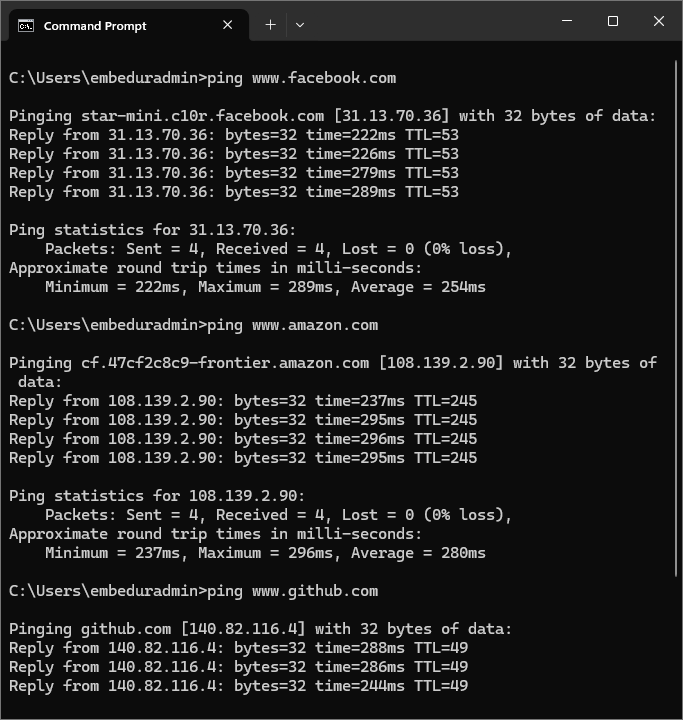 Command Prompt
C:\Users\embeduradmin>ping www.facebook.com
Pinging star-mini.c10r.facebook.com [31.13.70.36] with 32 bytes of data:
Reply from 31.13.70.36: bytes=32 time=222ms TTL=53
Reply from 31.13.70.36: bytes=32 time=226ms TTL=53
Reply from 31.13.70.36: bytes=32 time=279ms TTL=53
Reply from 31.13.70.36: bytes=32 time=289ms TTL=53
Ping statistics for 31.13.70.36:
    Packets: Sent = 4, Received = 4, Lost = 0 (0% loss),
Approximate round trip times in milli-seconds:
    Minimum = 222ms, Maximum = 289ms, Average = 254ms
C:\Users\embeduradmin>ping www.amazon.com
Pinging cf.47cf2c8c9-frontier.amazon.com [108.139.2.90] with 32 bytes of
 data:
Reply from 108.139.2.90: bytes=32 time=237ms TTL=245
Reply from 108.139.2.90: bytes=32 time=295ms TTL=245
Reply from 108.139.2.90: bytes=32 time=296ms TTL=245
Reply from 108.139.2.90: bytes=32 time=295ms TTL=245
Ping statistics for 108.139.2.90:
    Packets: Sent = 4, Received = 4, Lost = 0 (0% loss),
Approximate round trip times in milli-seconds:
    Minimum = 237ms, Maximum = 296ms, Average = 280ms
C:\Users\embeduradmin>ping www.github.com
Pinging github.com [140.82.116.4] with 32 bytes of data:
Reply from 140.82.116.4: bytes=32 time=288ms TTL=49
Reply from 140.82.116.4: bytes=32 time=286ms TTL=49
Reply from 140.82.116.4: bytes=32 time=244ms TTL=49